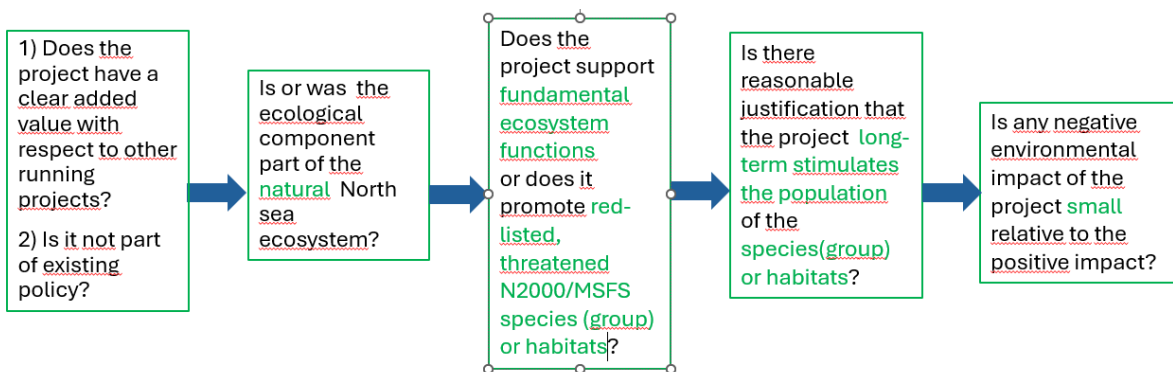 1) Does the
project have a
clear added
value with
respect to other
running
projects?
2) Is it not part
of existing
policy?
Is or was the
ecological
component
part of the
natural North
sea
ecosystem?
Does the
project support
fundamental
ecosystem
functions
or does it
promote red-
listed,
threatened
N2000/MSFS
species (group)
or habitats?
Is there
reasonable
justification that
the project long-
term stimulates
the population
of the
species(group)
or habitats?
Is any negative
environmental
impact of the
project small
relative to the
positive impact?